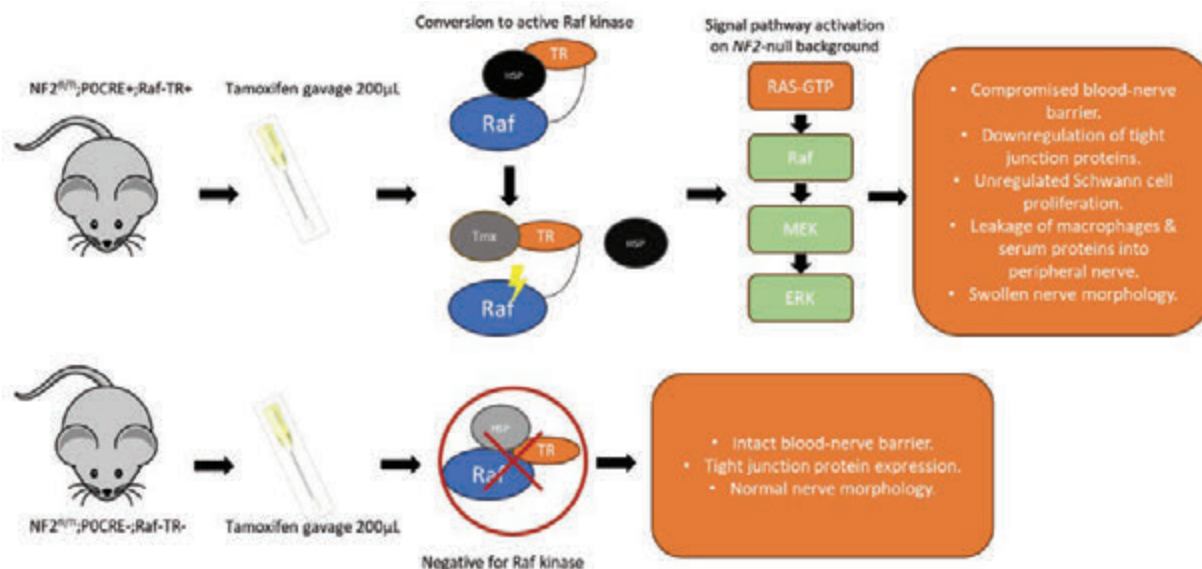 Conversion to active Raf kinase
Signal pathway activation
on NF2-null background
NF2fl/fl;P0CRE+;Raf-TR+
Tamoxifen gavage 200μL
TR
HSP
Raf
Tmx
TR
HSP
Raf
RAS-GTP
Raf
MEK
ERK
• Compromised blood-nerve
barrier.
• Downregulation of tight
junction proteins.
• Unregulated Schwann cell
proliferation.
• Leakage of macrophages &
serum proteins into
peripheral nerve.
• Swollen nerve morphology.
NF2fl/fl;P0CRE-;Raf-TR-
Tamoxifen gavage 200μL
HSP
TR
Raf
Negative for Raf kinase
• Intact blood-nerve barrier.
• Tight junction protein expression.
• Normal nerve morphology.